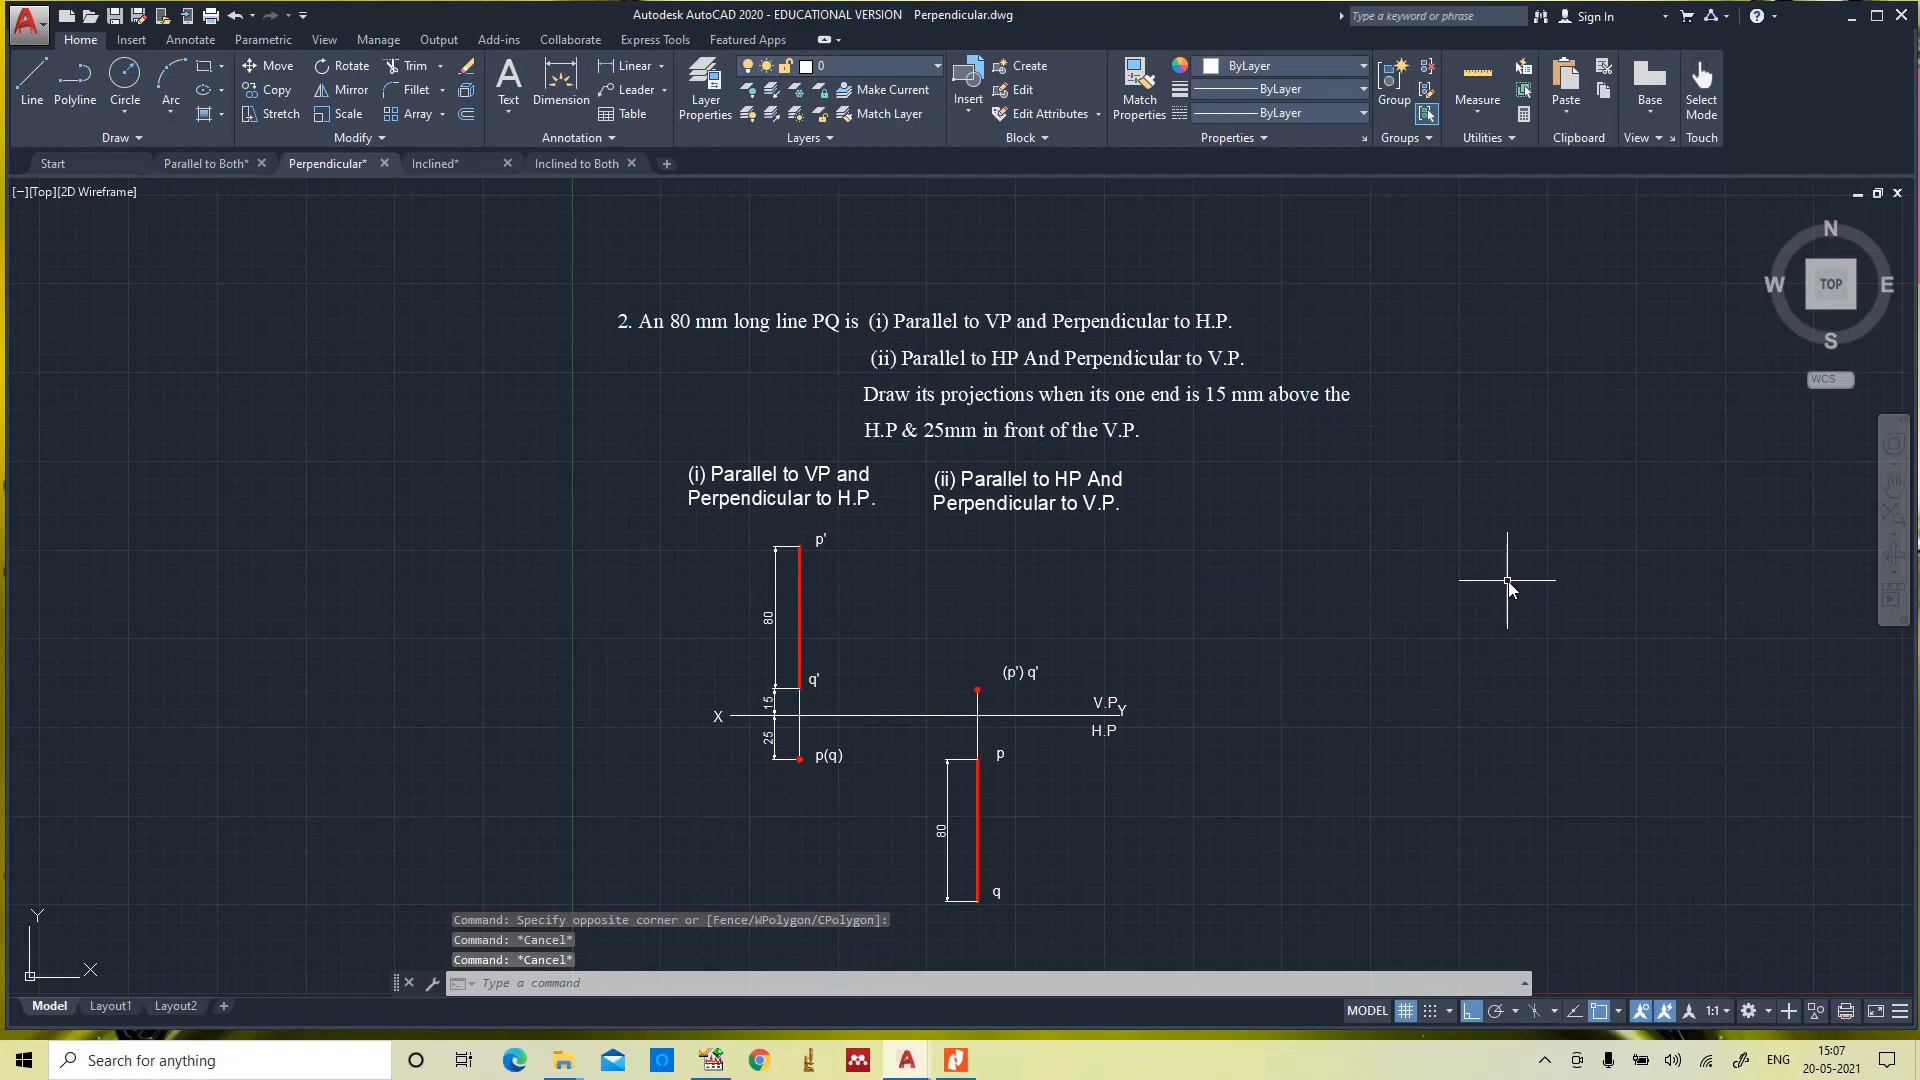 Autodesk AutoCAD 2020 - EDUCATIONAL VERSION Perpendicular.dwg
Type a keyword or phrase
Sign In
Home Insert Annotate Parametric View Manage Output Add-ins Collaborate Express Tools Featured Apps
Line Polyline Circle Arc
Draw
Move Rotate Trim
Copy Mirror Fillet
Stretch Scale Array
Modify
Text Dimension
Linear
Leader
Table
Annotation
Layer Properties
0
Make Current
Match Layer
Layers
Insert
Create
Edit
Edit Attributes
Block
Match Properties
ByLayer
ByLayer
ByLayer
Properties
Group
Groups
Measure
Utilities
Paste
Clipboard
Base
View
Select Mode
Touch
Start Parallel to Both* Perpendicular* Inclined* Inclined to Both
[−][Top][2D Wireframe]
N
W TOP E
S
WCS
2. An 80 mm long line PQ is (i) Parallel to VP and Perpendicular to H.P.
(ii) Parallel to HP And Perpendicular to V.P.
Draw its projections when its one end is 15 mm above the
H.P & 25mm in front of the V.P.
(i) Parallel to VP and
Perpendicular to H.P.
(ii) Parallel to HP And
Perpendicular to V.P.
p'
80
q'
(p') q'
15
X
V.P
Y
H.P
25
p(q)
p
80
q
Y
X
Command: Specify opposite corner or [Fence/WPolygon/CPolygon]:
Command: *Cancel*
Command: *Cancel*
Type a command
Model Layout1 Layout2
MODEL
1:1
Search for anything
ENG
15:07
20-05-2021